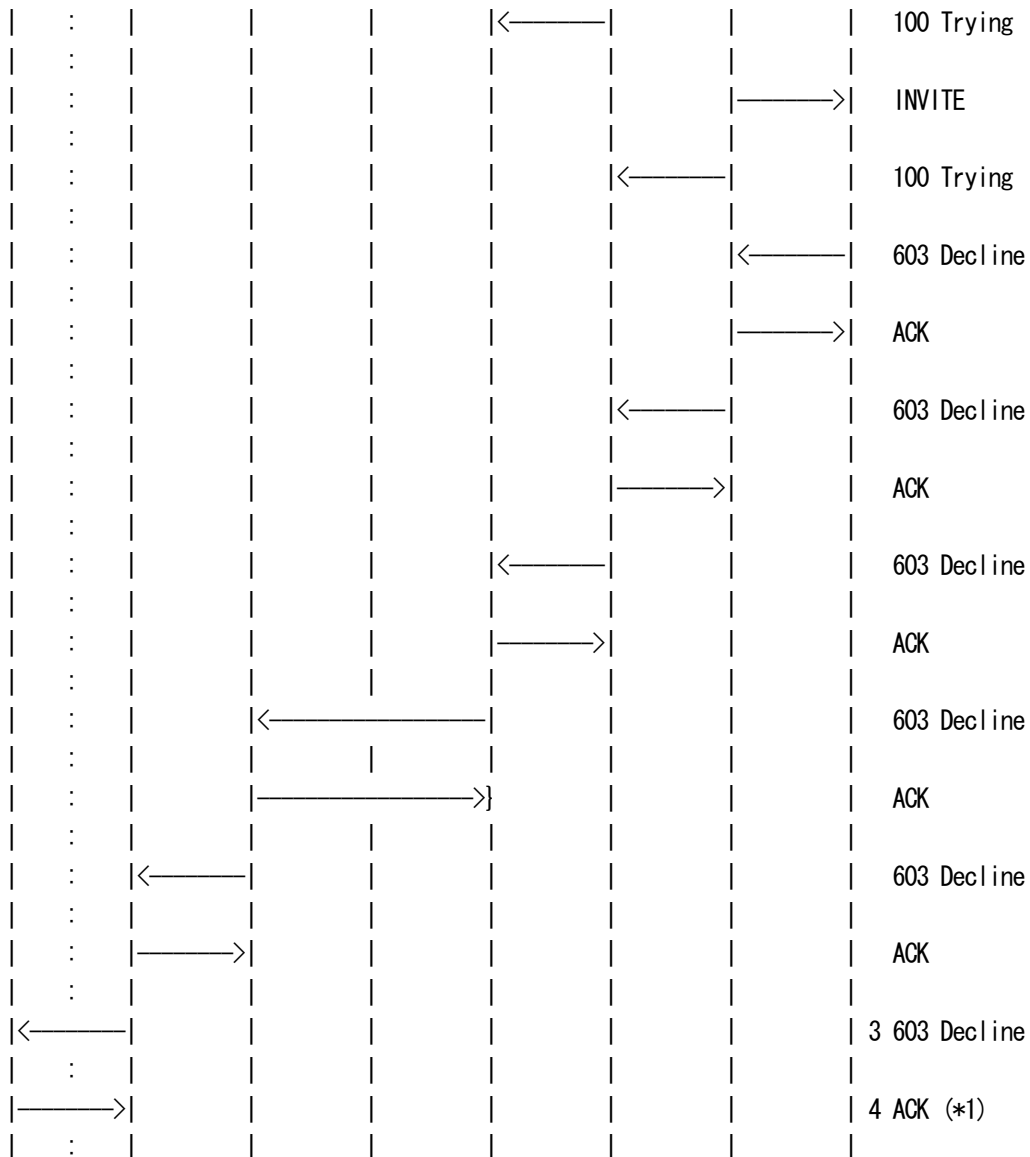 | : | | | |<--------| | | 100 Trying
| : | | | | | | |
| : | | | | | |-------->| INVITE
| : | | | | | | |
| : | | | | |<--------| | 100 Trying
| : | | | | | | |
| : | | | | | |<--------| 603 Decline
| : | | | | | | |
| : | | | | | |-------->| ACK
| : | | | | | | |
| : | | | | |<--------| | 603 Decline
| : | | | | | | |
| : | | | | |-------->| | ACK
| : | | | | | | |
| : | | | |<--------| | | 603 Decline
| : | | | | | | |
| : | | | |-------->| | | ACK
| : | | | | | | |
| : | |<------------------| | | | 603 Decline
| : | | | | | | |
| : | |------------------>} | | | ACK
| : | | | | | | |
| : |<--------| | | | | | 603 Decline
| : | | | | | | |
| : |-------->| | | | | | ACK
| : | | | | | | |
|<--------| | | | | | | 3 603 Decline
| : | | | | | | |
|-------->| | | | | | | 4 ACK (*1)
| : | | | | | | |